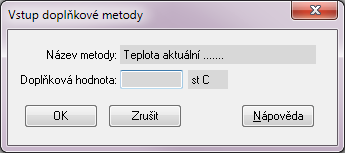 Vstup doplňkové metody
Název metody: Teplota aktuální .......
Doplňková hodnota: st C
OK Zrušit Nápověda